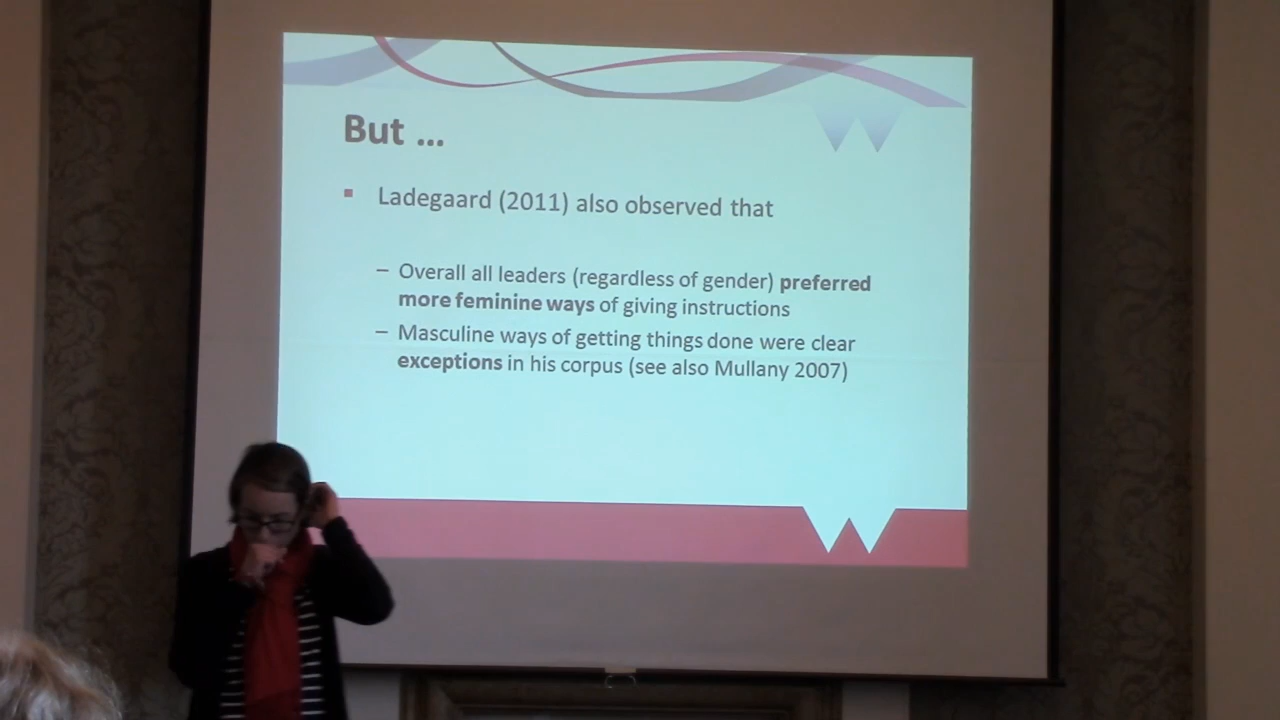 But ...
▪ Ladegaard (2011) also observed that
– Overall all leaders (regardless of gender) preferred
more feminine ways of giving instructions
– Masculine ways of getting things done were clear
exceptions in his corpus (see also Mullany 2007)